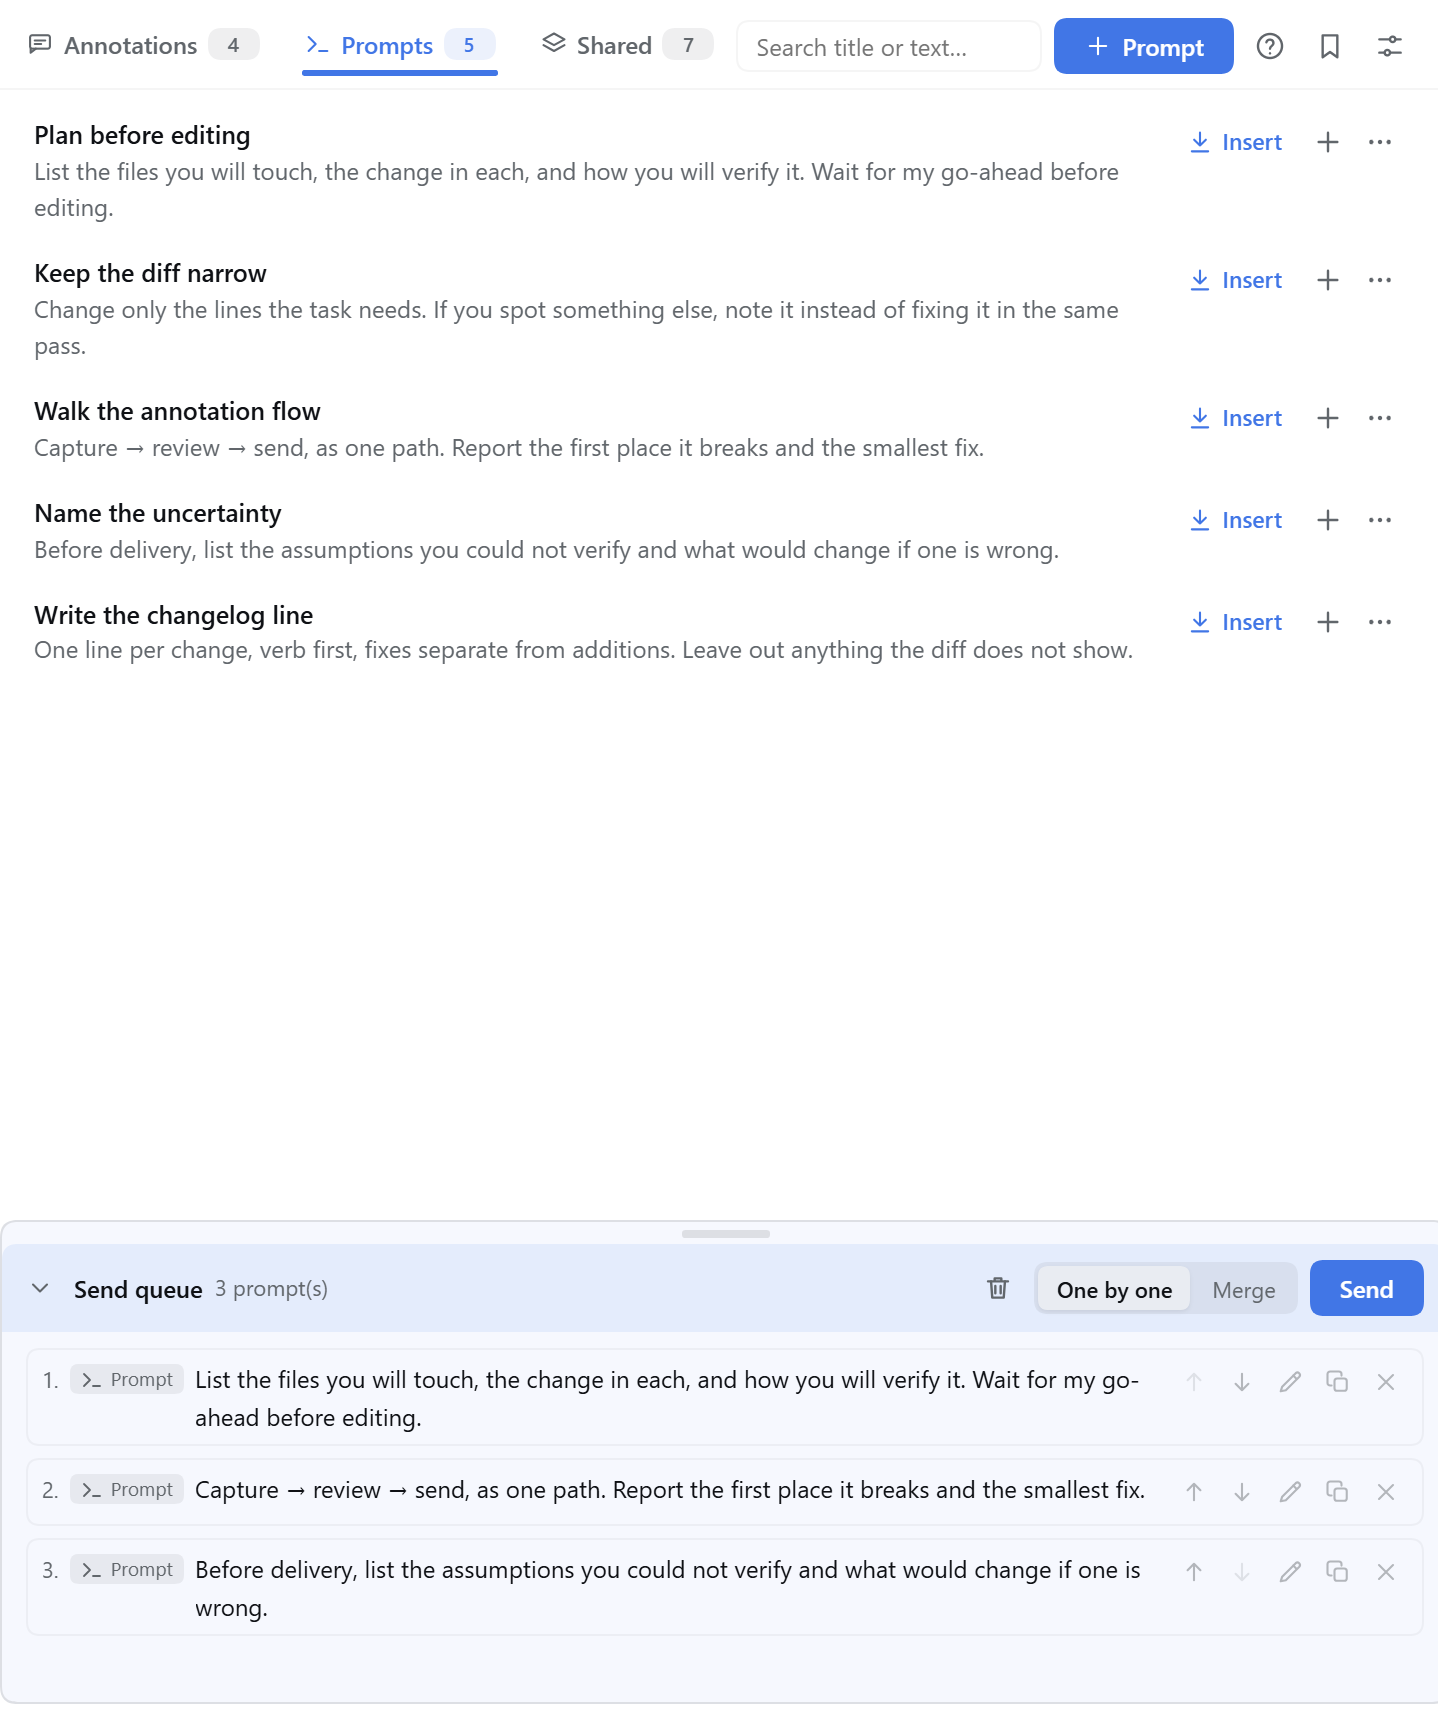 Annotations 4 Prompts 5 Shared 7 Search title or text... + Prompt
Plan before editing
Insert
List the files you will touch, the change in each, and how you will verify it. Wait for my go-ahead before
editing.
Keep the diff narrow
Insert
Change only the lines the task needs. If you spot something else, note it instead of fixing it in the same
pass.
Walk the annotation flow
Insert
Capture → review → send, as one path. Report the first place it breaks and the smallest fix.
Name the uncertainty
Insert
Before delivery, list the assumptions you could not verify and what would change if one is wrong.
Write the changelog line
Insert
One line per change, verb first, fixes separate from additions. Leave out anything the diff does not show.
Send queue 3 prompt(s) One by one Merge Send
1. Prompt List the files you will touch, the change in each, and how you will verify it. Wait for my go-
ahead before editing.
2. Prompt Capture → review → send, as one path. Report the first place it breaks and the smallest fix.
3. Prompt Before delivery, list the assumptions you could not verify and what would change if one is
wrong.